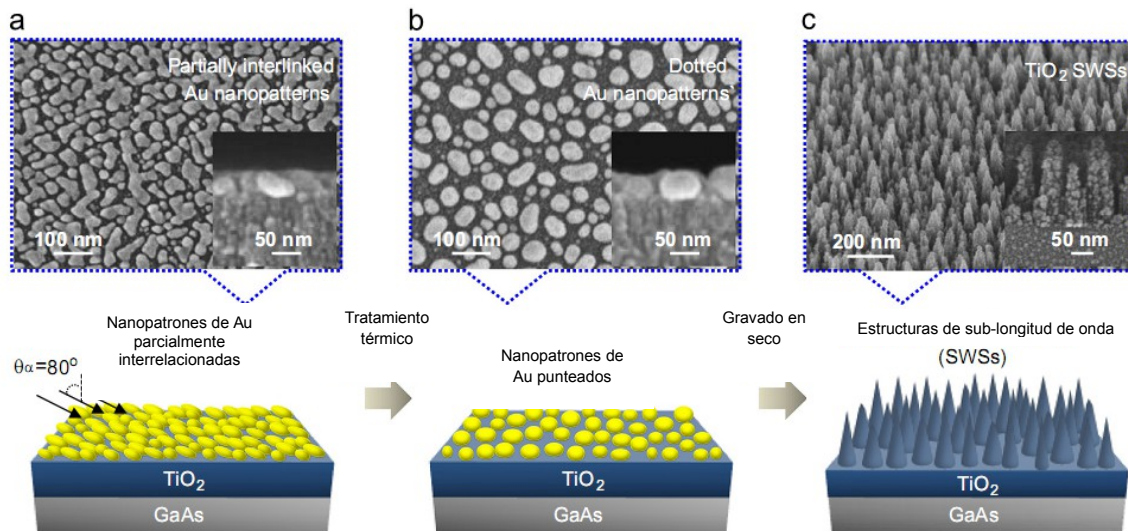 a
Partially interlinked
Au nanopatterns
100 nm
50 nm
b
Dotted
Au nanopatterns
100 nm
50 nm
c
TiO2 SWSs
200 nm
50 nm
Nanopatrones de Au
parcialmente
interrelacionadas
θα=80°
TiO2
GaAs
Tratamiento
térmico
Nanopatrones de
Au punteados
TiO2
GaAs
Gravado en
seco
Estructuras de sub-longitud de onda
(SWSs)
TiO2
GaAs